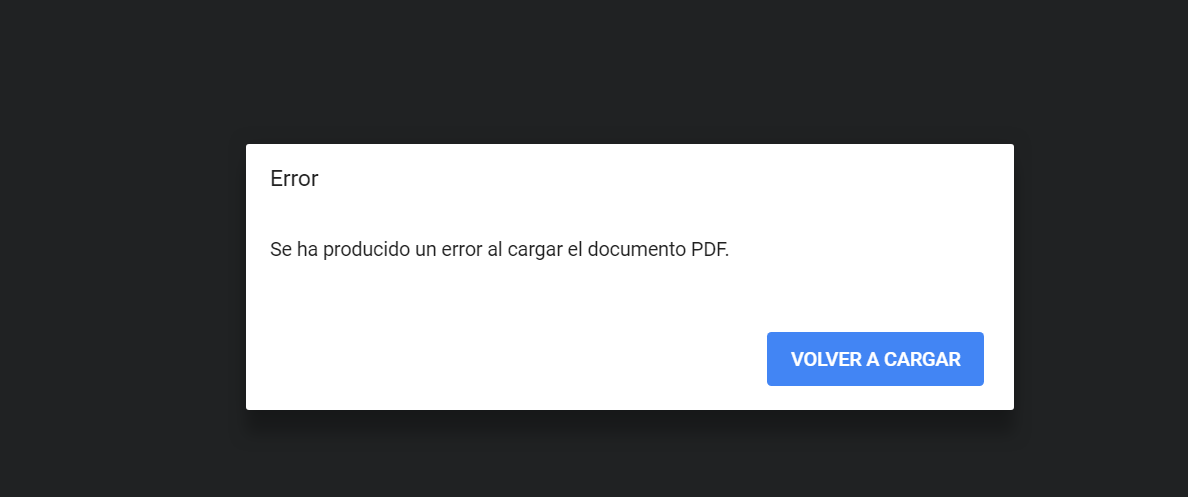 Error
Se ha producido un error al cargar el documento PDF.
VOLVER A CARGAR